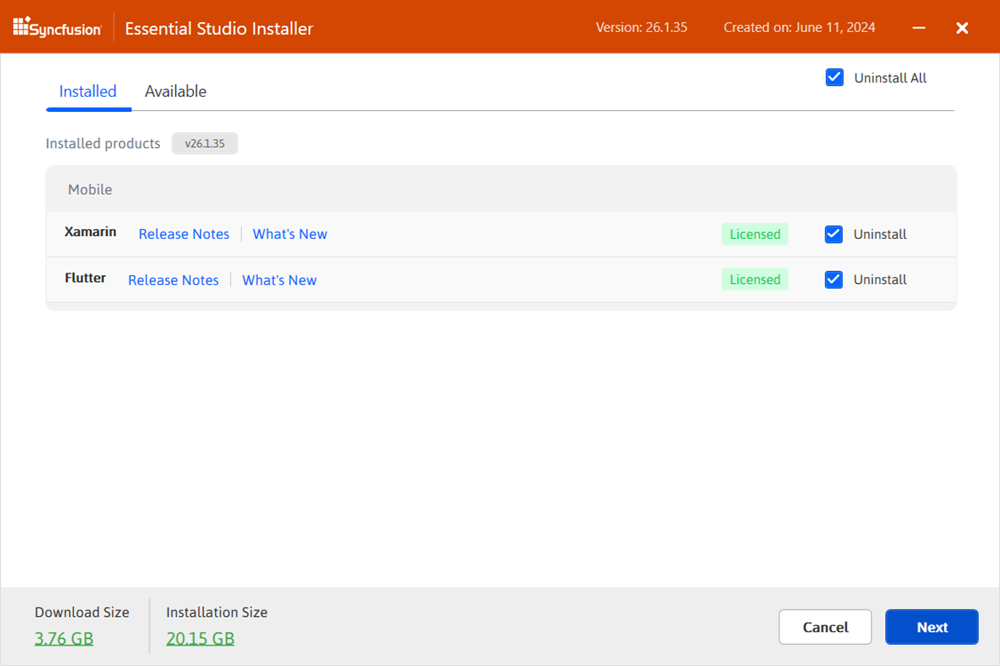 Syncfusion Essential Studio Installer Version: 26.1.35 Created on: June 11, 2024
Uninstall All
Installed Available
Installed products v26.1.35
Mobile
Xamarin Release Notes What's New Licensed Uninstall
Flutter Release Notes What's New Licensed Uninstall
Download Size Installation Size
3.76 GB 20.15 GB
Cancel Next